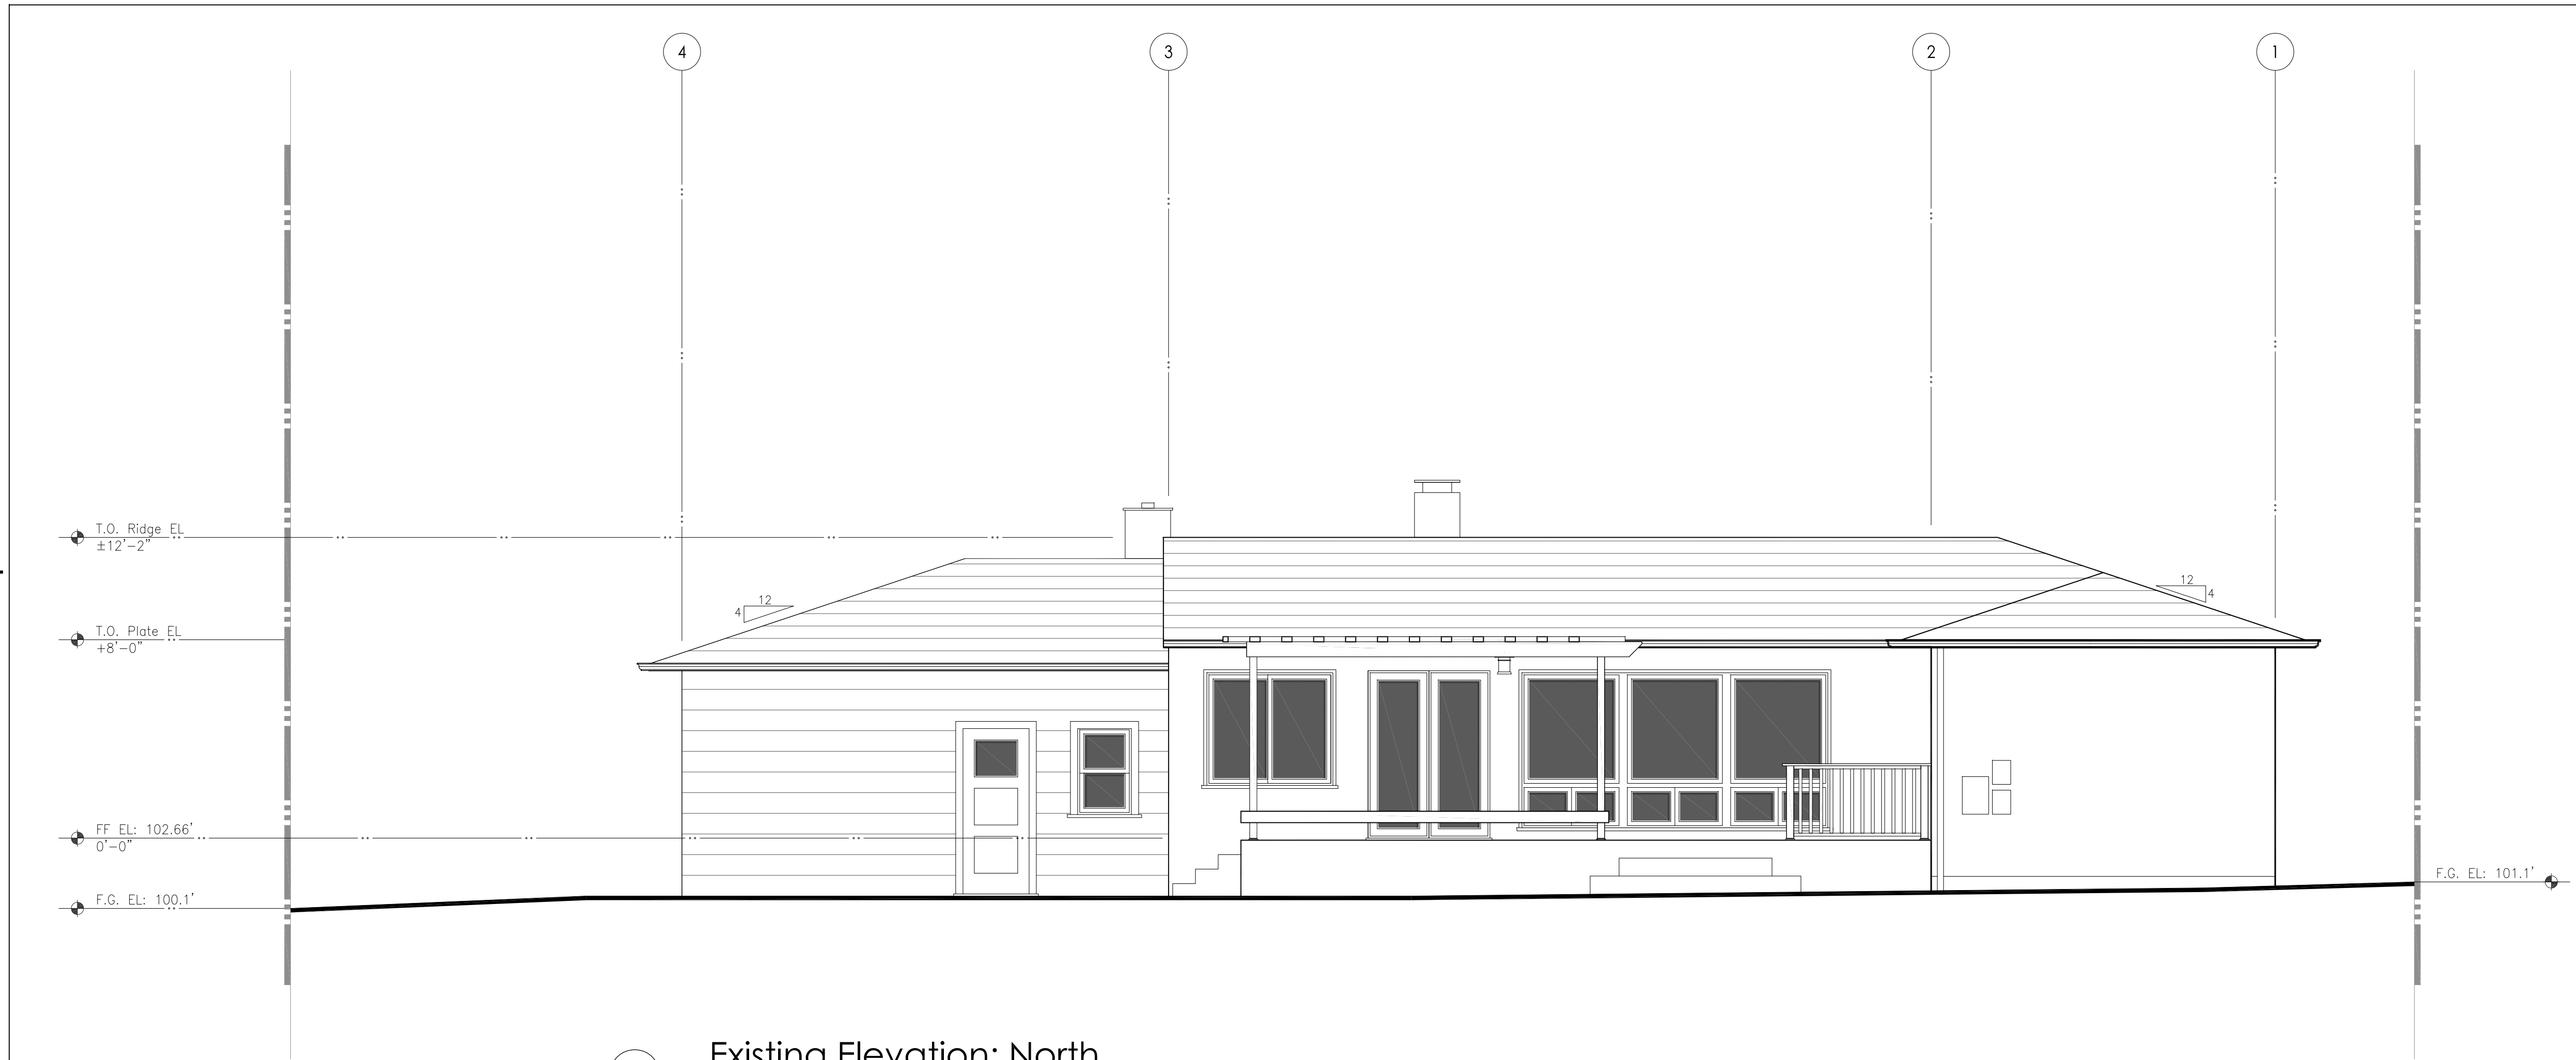 4
3
2
1
T.O. Ridge EL
±12'-2"
12
4
12
4
T.O. Plate EL
+8'-0"
FF EL: 102.66'
0'-0"
F.G. EL: 101.1'
F.G. EL: 100.1'
Existing Elevation: North